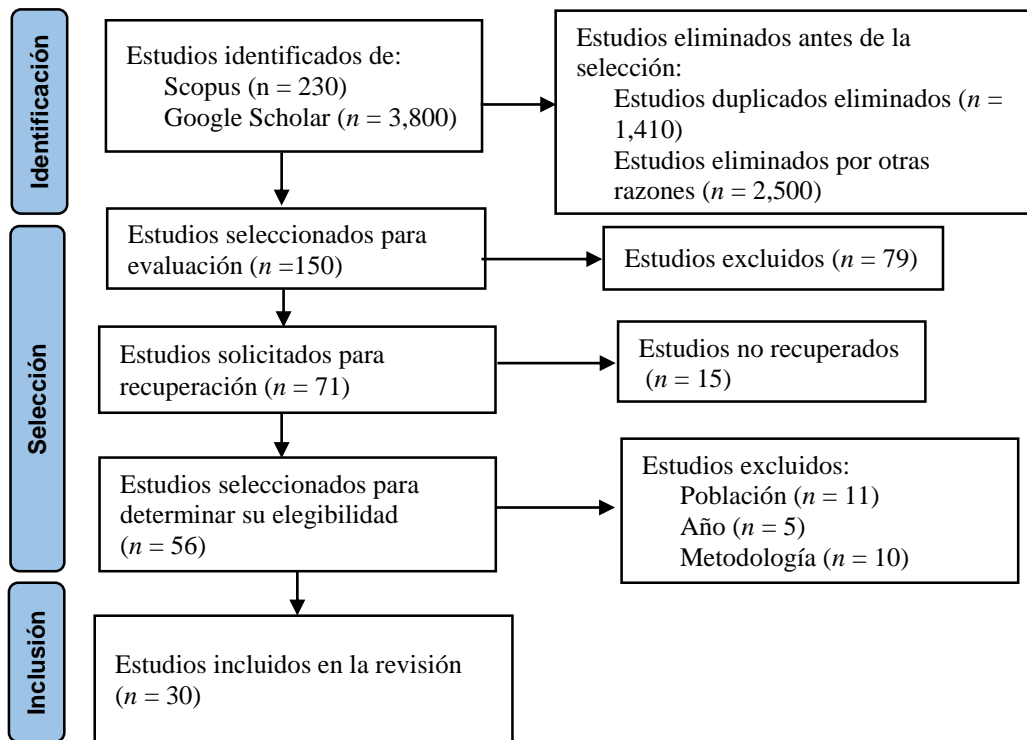 Identificación
Estudios identificados de:
Scopus (n = 230)
Google Scholar (n = 3,800)
Estudios eliminados antes de la
selección:
Estudios duplicados eliminados (n =
1,410)
Estudios eliminados por otras
razones (n = 2,500)
Selección
Estudios seleccionados para
evaluación (n =150)
Estudios excluidos (n = 79)
Estudios solicitados para
recuperación (n = 71)
Estudios no recuperados
(n = 15)
Estudios seleccionados para
determinar su elegibilidad
(n = 56)
Estudios excluidos:
Población (n = 11)
Año (n = 5)
Metodología (n = 10)
Inclusión
Estudios incluidos en la revisión
(n = 30)